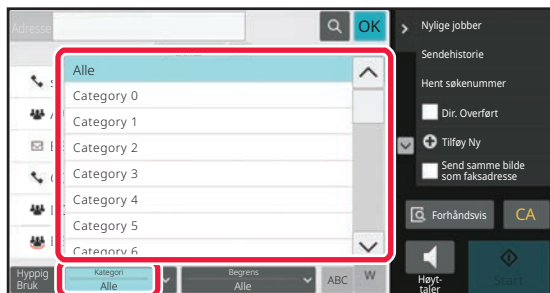 Adresse
OK
Nylige jobber
Sendehistorie
Hent søkenummer
Dir. Overført
Tilføy Ny
Send samme bilde
som faksadresse
Alle
Category 0
Category 1
Category 2
Category 3
Category 4
Category 5
Category 6
Forhåndsvis
CA
Hyppig
Bruk
Kategori
Alle
Begrens
Alle
ABC
W
Høyt-
taler
Start